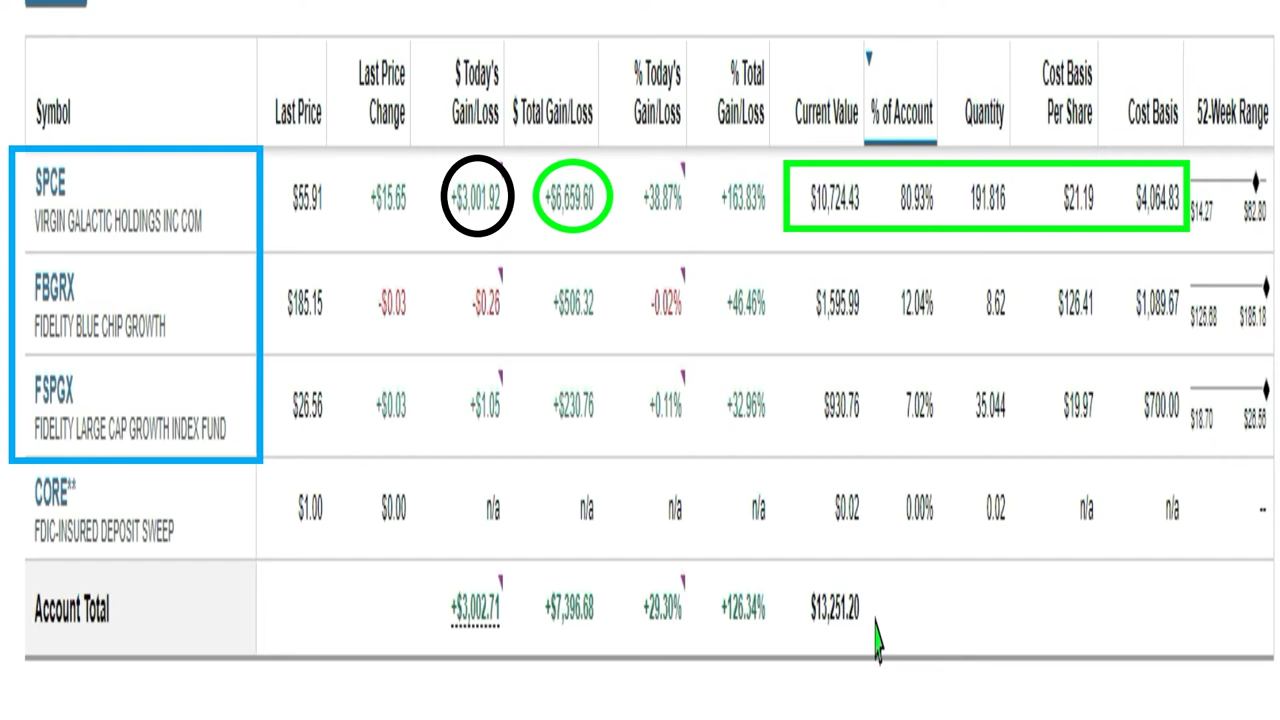 Symbol Last Price Last Price Change $ Today's Gain/Loss $ Total Gain/Loss % Today's Gain/Loss % Total Gain/Loss Current Value % of Account Quantity Cost Basis Per Share Cost Basis 52-Week Range
SPCE
VIRGIN GALACTIC HOLDINGS INC COM
$55.91 +$15.65 +$3,001.92 +$6,659.60 +38.87% +163.83% $10,724.43 80.93% 191.816 $21.19 $4,064.83
$14.27 $62.80
FBGRX
FIDELITY BLUE CHIP GROWTH
$185.15 -$0.03 -$0.26 +$506.32 -0.02% +46.46% $1,595.99 12.04% 8.62 $126.41 $1,089.67
$125.68 $185.18
FSPGX
FIDELITY LARGE CAP GROWTH INDEX FUND
$26.56 +$0.03 +$1.05 +$230.76 +0.11% +32.96% $930.76 7.02% 35.044 $19.97 $700.00
$18.70 $26.56
CORE**
FDIC-INSURED DEPOSIT SWEEP
$1.00 $0.00 n/a n/a n/a n/a $0.02 0.00% 0.02 n/a n/a --
Account Total +$3,002.71 +$7,396.68 +29.30% +126.34% $13,251.20